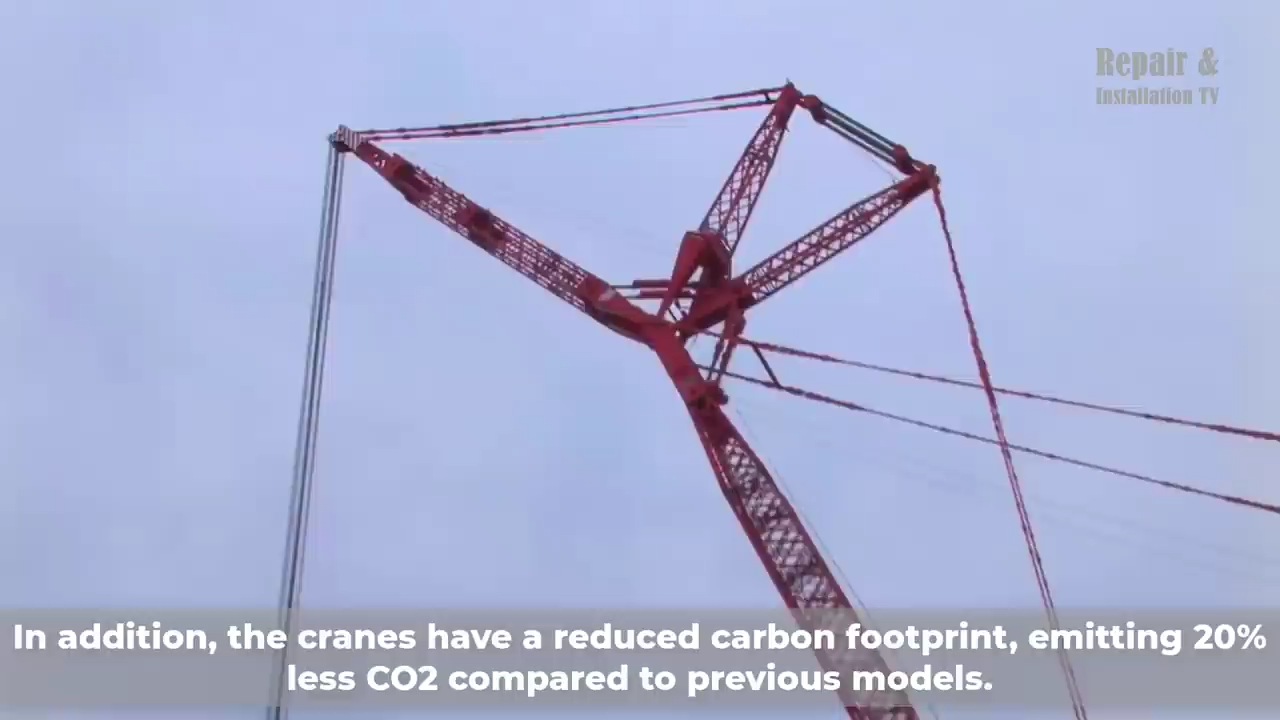 Repair &
Installation TV
In addition, the cranes have a reduced carbon footprint, emitting 20%
less CO2 compared to previous models.